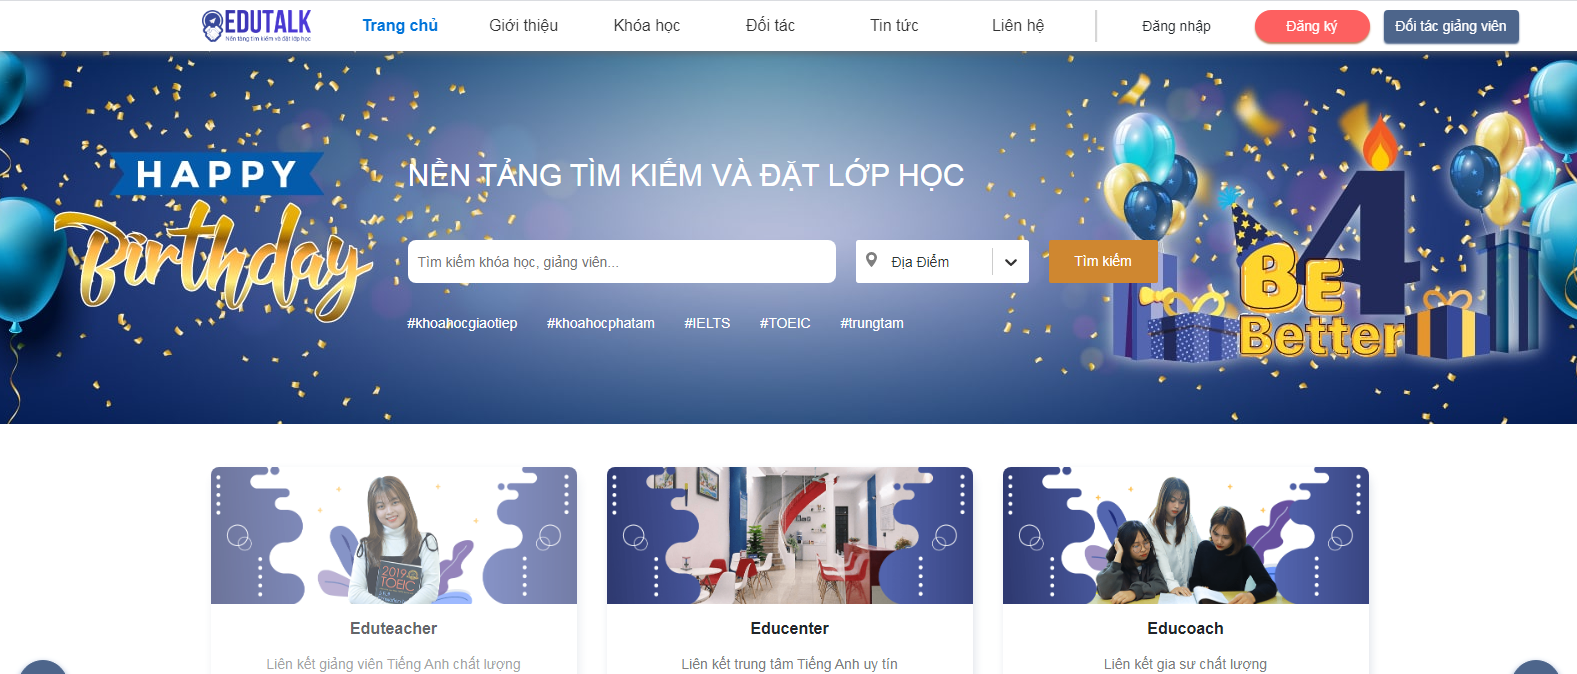 EDUTALK
Nền tảng tìm kiếm và đặt lớp học
Trang chủ
Giới thiệu
Khóa học
Đối tác
Tin tức
Liên hệ
Đăng nhập
Đăng ký
Đối tác giảng viên
HAPPY
Birthday
NỀN TẢNG TÌM KIẾM VÀ ĐẶT LỚP HỌC
Tìm kiếm khóa học, giảng viên...
Địa Điểm
Tìm kiếm
#khoahocgiaotiep #khoahocphatam #IELTS #TOEIC #trungtam
4
BE
Better
2019
TOEIC
Eduteacher
Liên kết giảng viên Tiếng Anh chất lượng
Educenter
Liên kết trung tâm Tiếng Anh uy tín
Educoach
Liên kết gia sư chất lượng